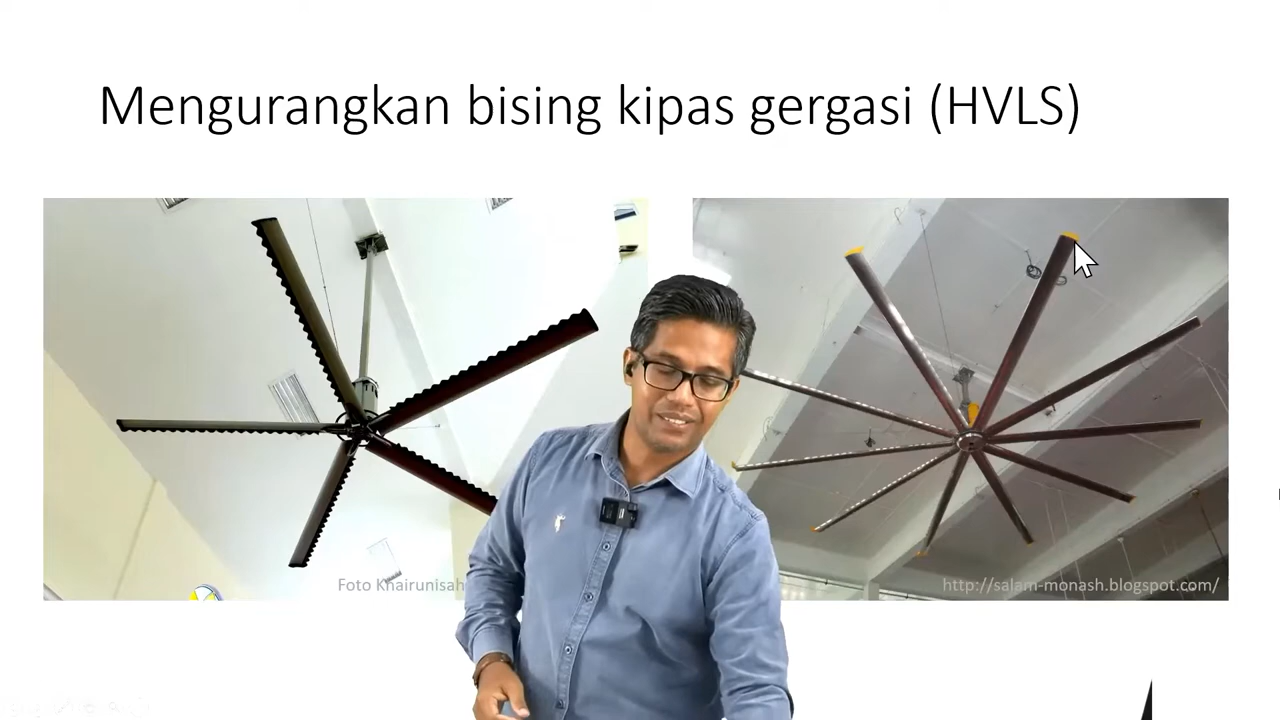 Mengurangkan bising kipas gergasi (HVLS)
Foto Khairunisah
http://salam-monash.blogspot.com/